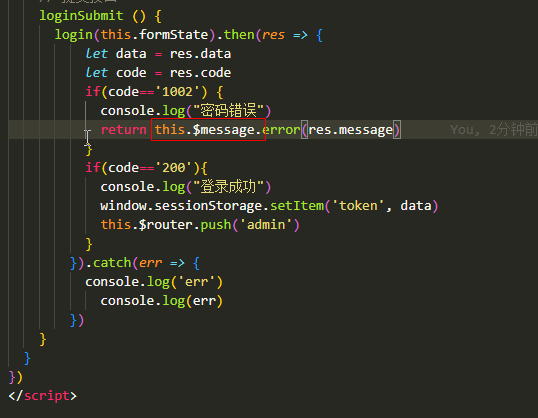 loginSubmit () {
login(this.formState).then(res => {
let data = res.data
let code = res.code
if(code=='1002') {
console.log("密码错误")
return this.$message.error(res.message) You, 2分钟前
}
if(code=='200'){
console.log("登录成功")
window.sessionStorage.setItem('token', data)
this.$router.push('admin')
}
}).catch(err => {
console.log('err')
console.log(err)
})
}
}
})
</script>